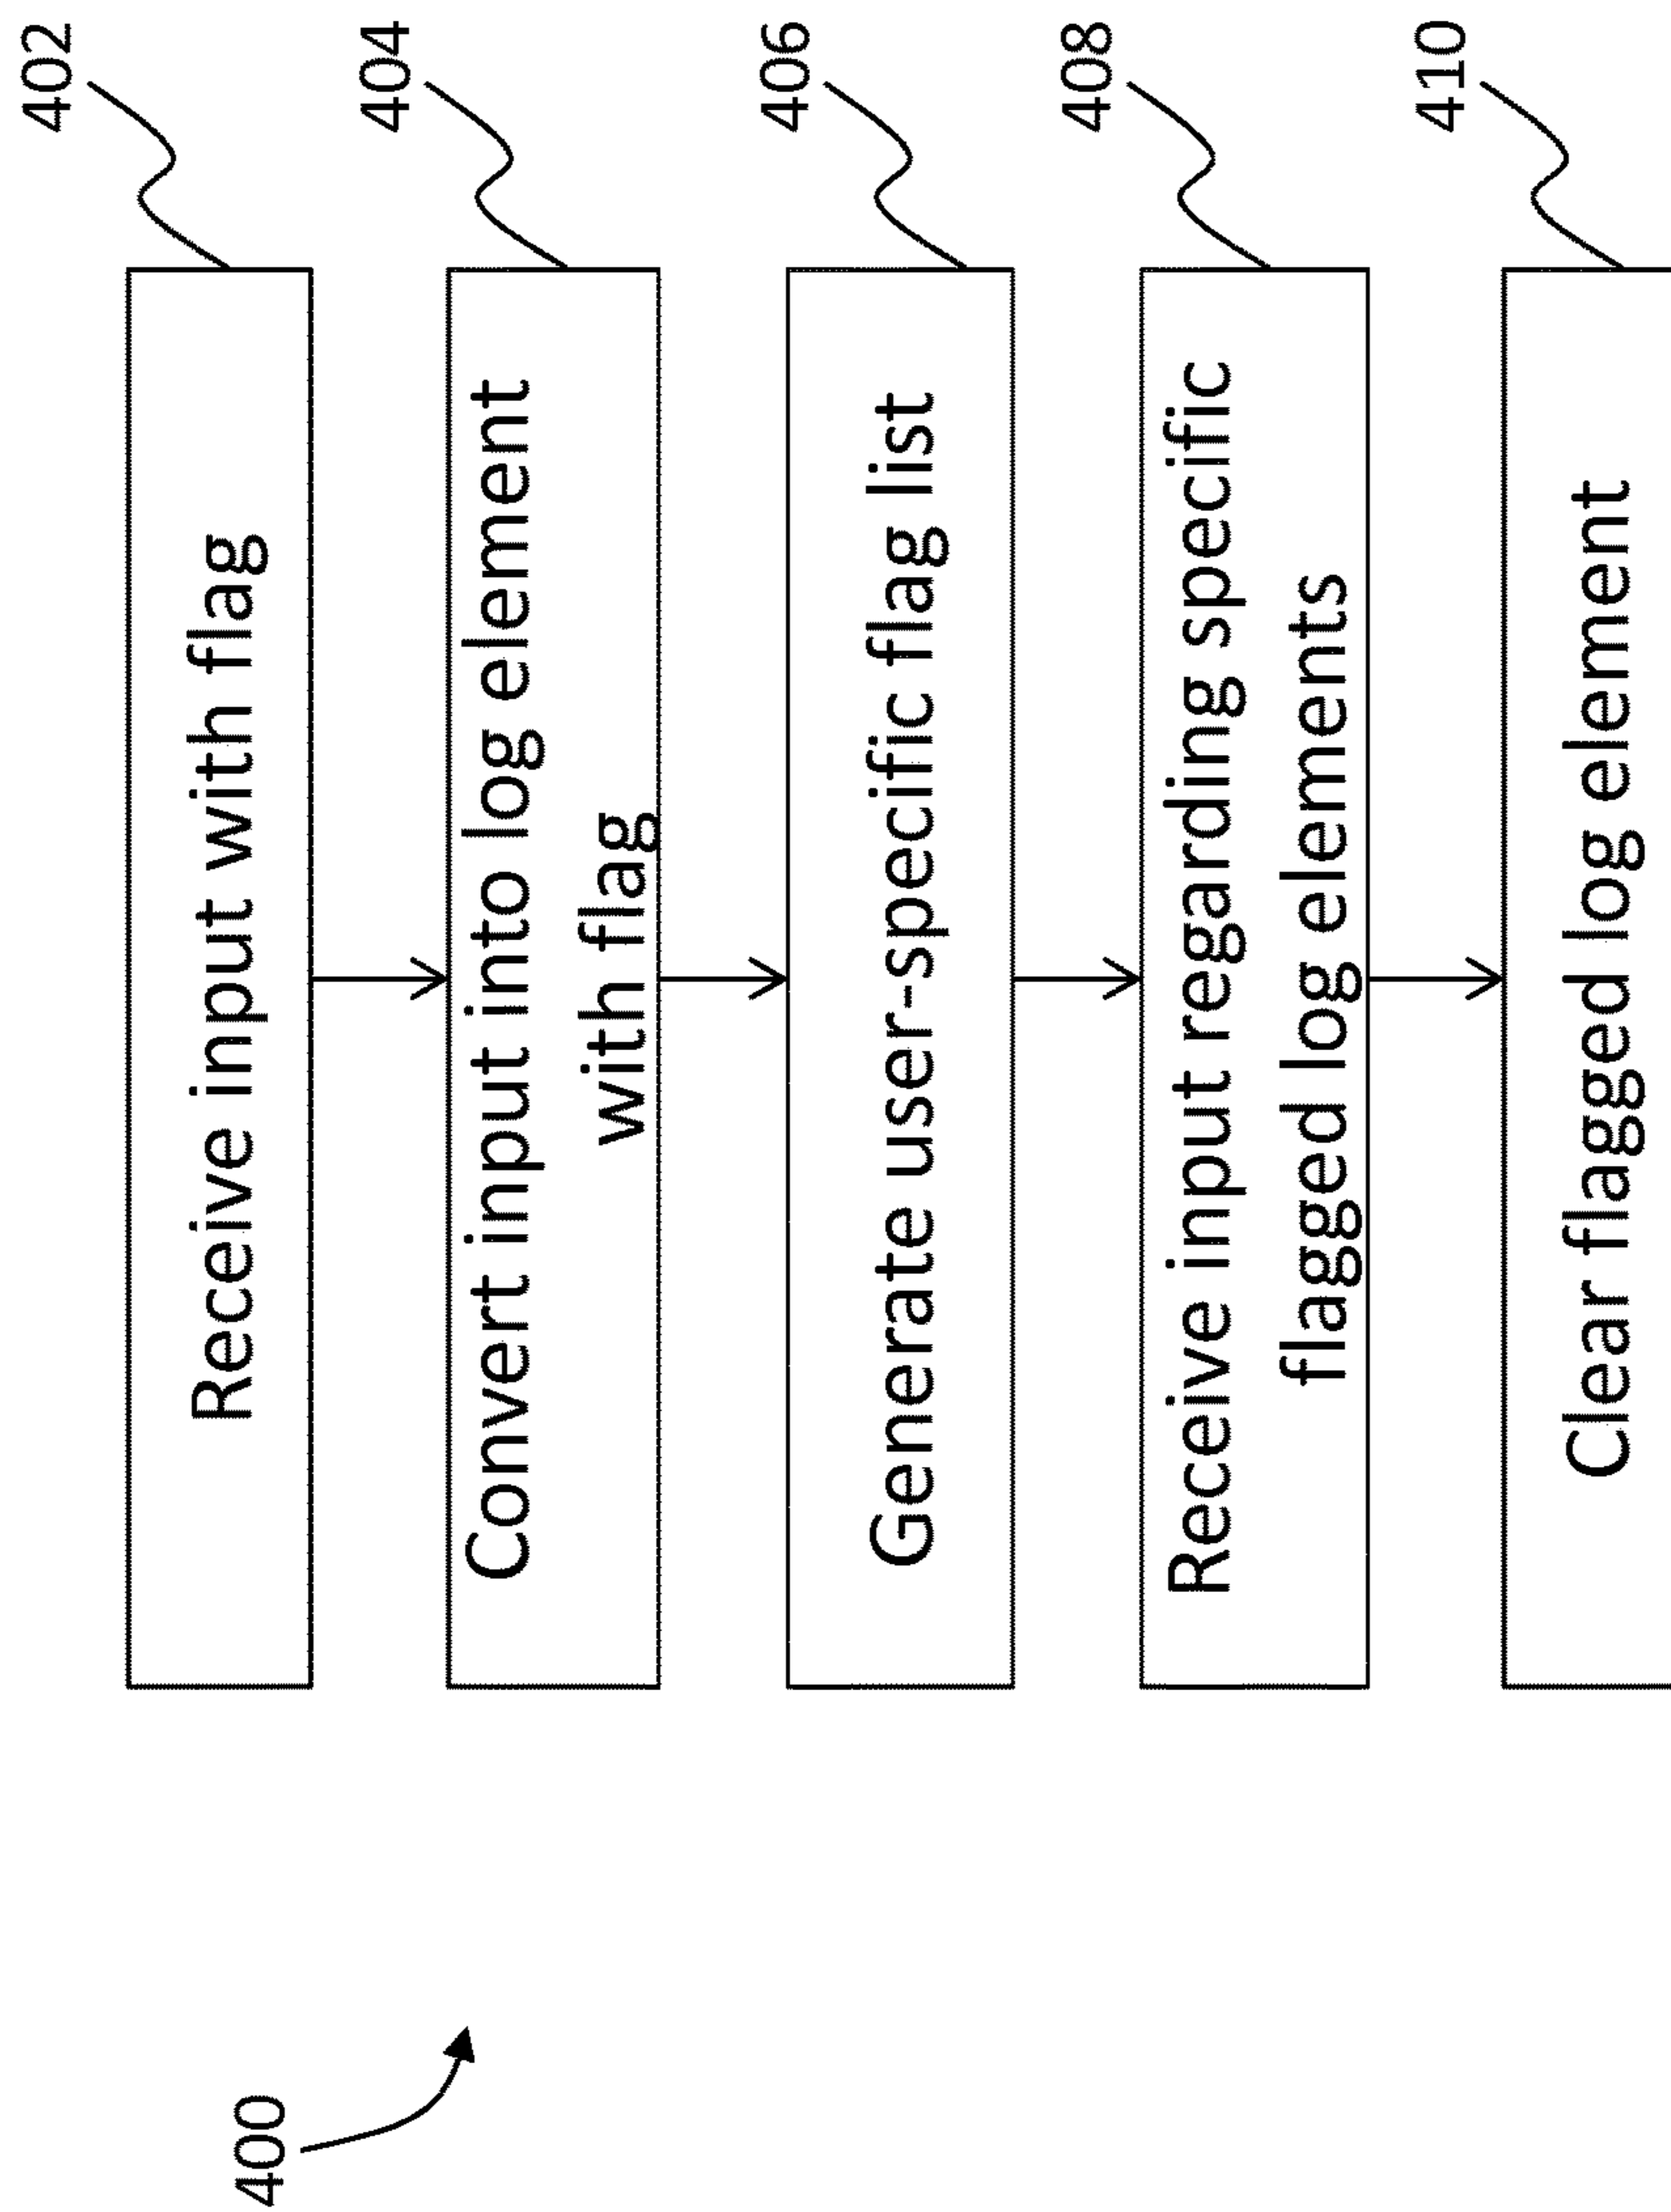 400
402
Receive input with flag
404
Convert input into log element
with flag
406
Generate user-specific flag list
408
Receive input regarding specific
flagged log elements
410
Clear flagged log element